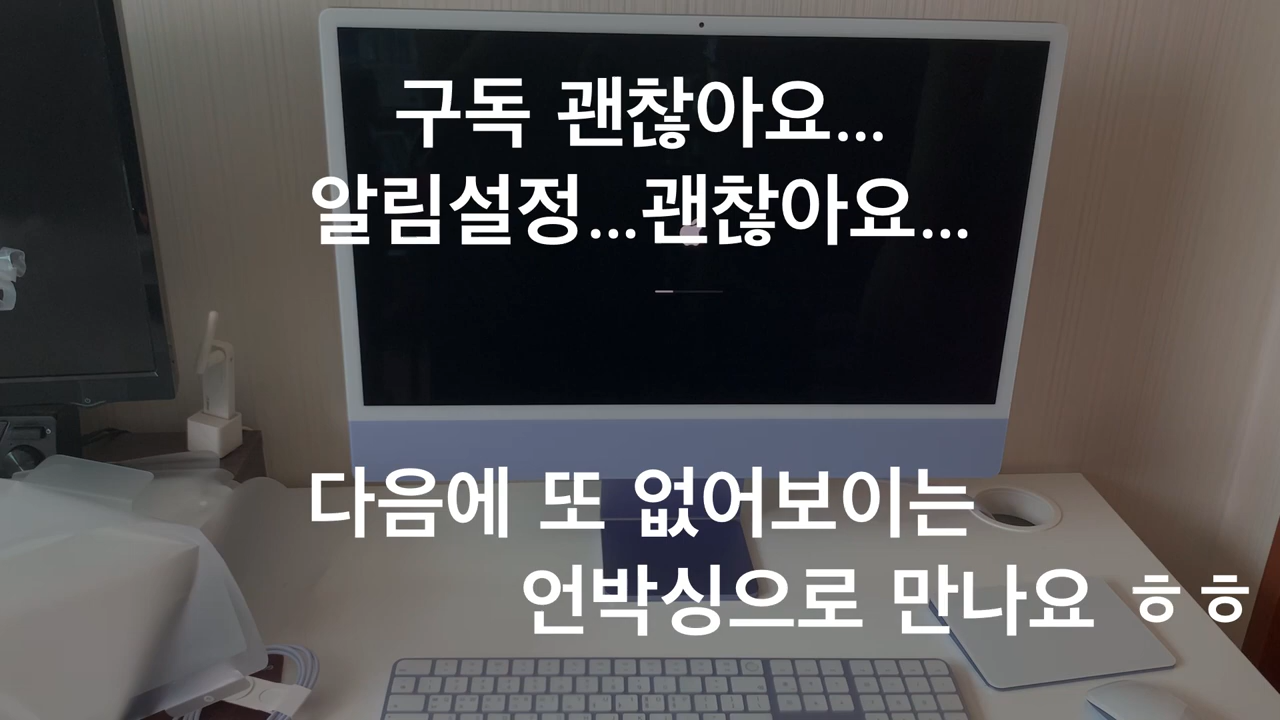 구독 괜찮아요...
알림설정...괜찮아요...
다음에 또 없어보이는
언박싱으로 만나요 ㅎㅎ